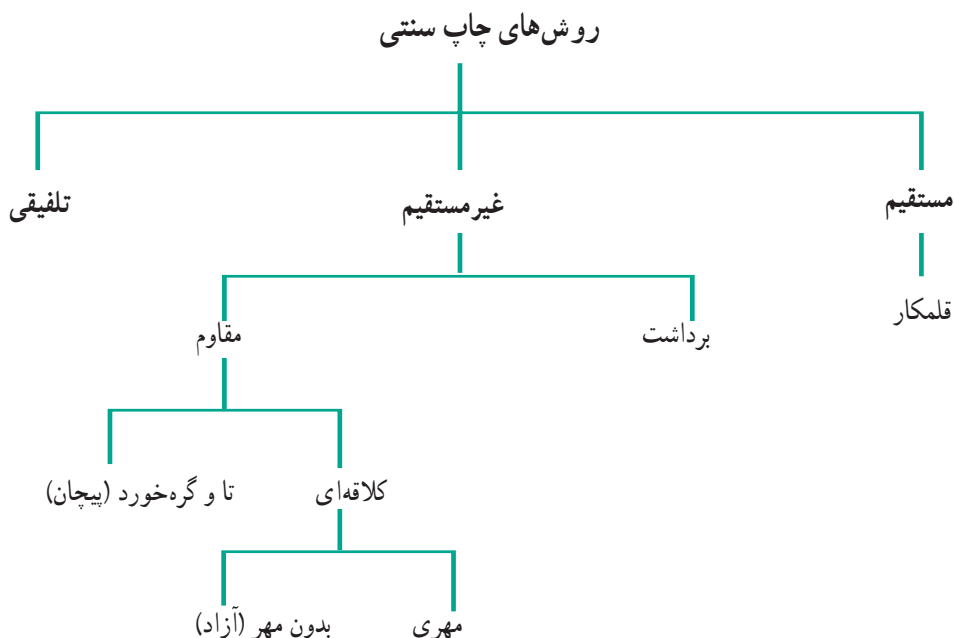 روش‌های چاپ سنتی
مستقیم
غیرمستقیم
تلفیقی
قلمکار
برداشت
مقاوم
کلاقه‌ای
تا و گره‌خورد (پیچان)
مهری
بدون مهر (آزاد)